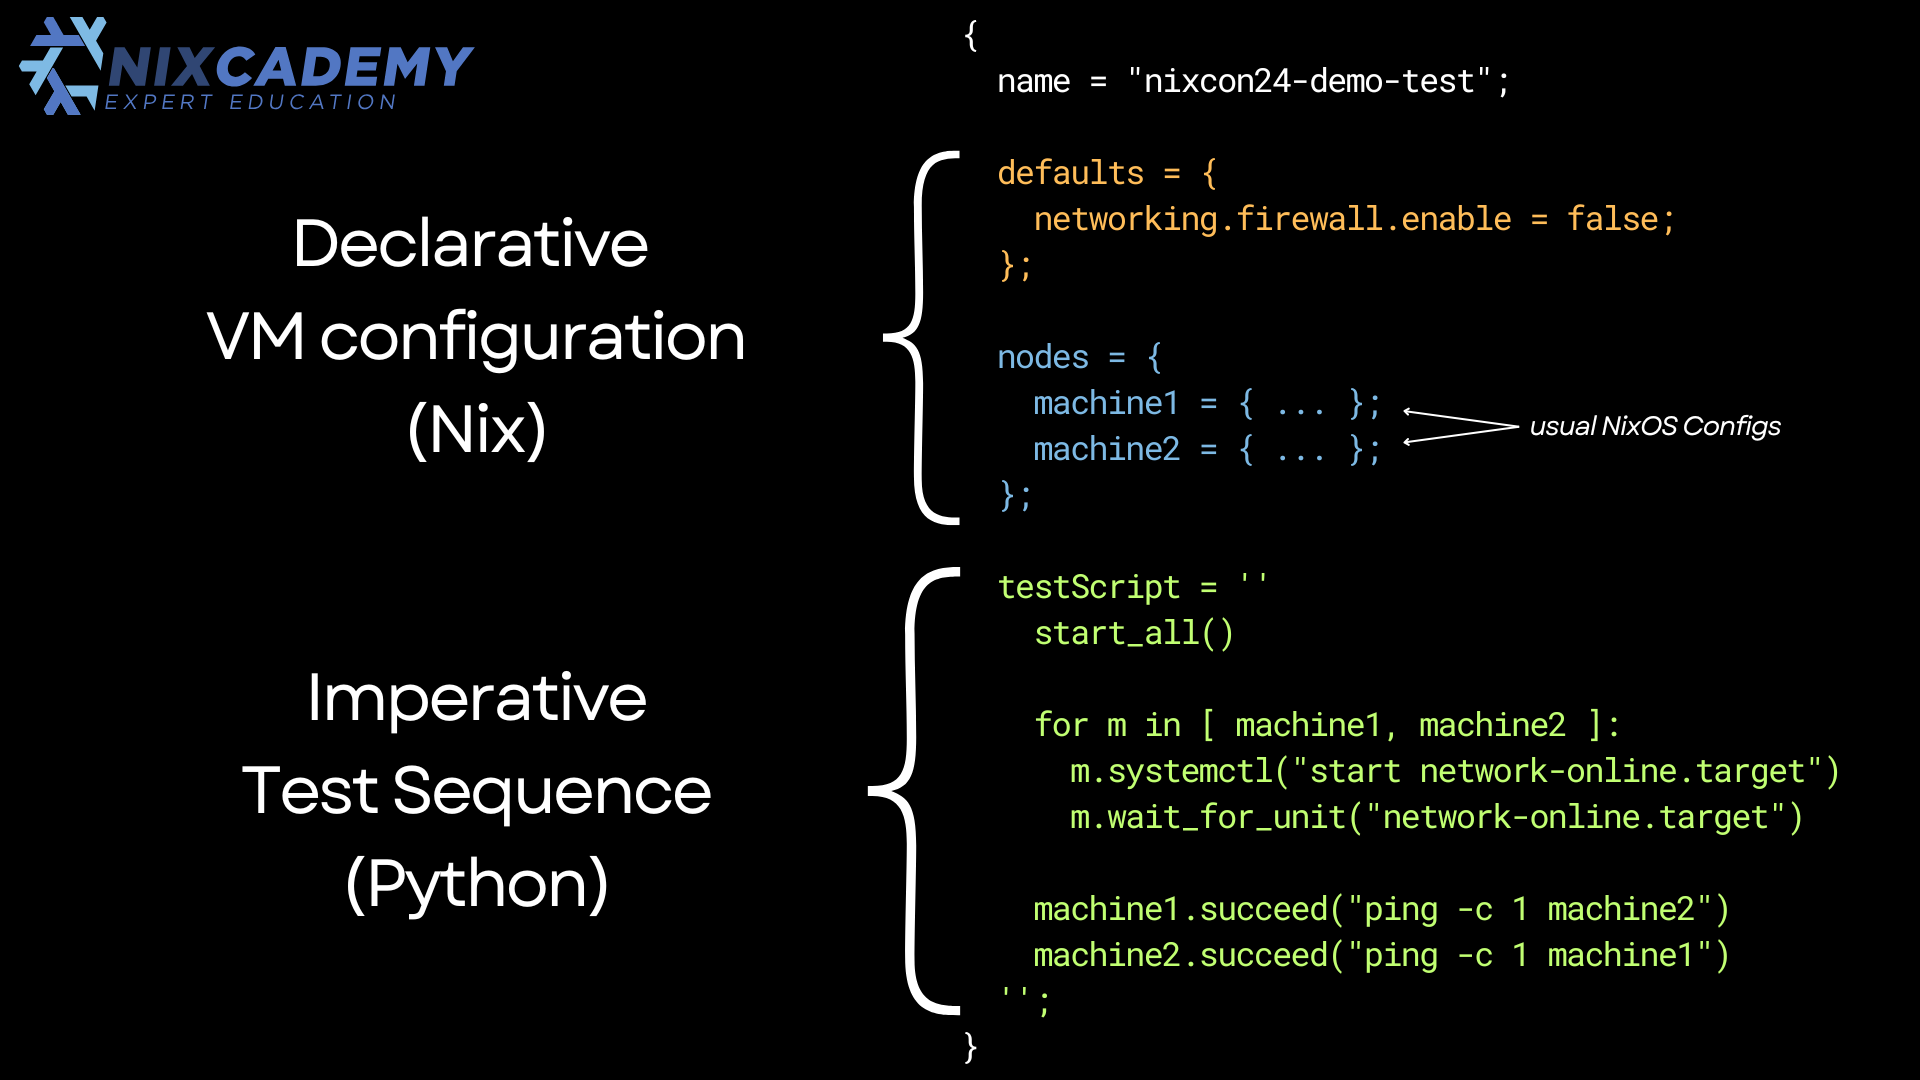 NIXCADEMY
EXPERT EDUCATION
Declarative
VM configuration
(Nix)
Imperative
Test Sequence
(Python)
{
  name = "nixcon24-demo-test";
  defaults = {
    networking.firewall.enable = false;
  };
  nodes = {
    machine1 = { ... };
    machine2 = { ... };
  };
usual NixOS Configs
  testScript = ''
    start_all()
    for m in [ machine1, machine2 ]:
      m.systemctl("start network-online.target")
      m.wait_for_unit("network-online.target")
    machine1.succeed("ping -c 1 machine2")
    machine2.succeed("ping -c 1 machine1")
  '';
}